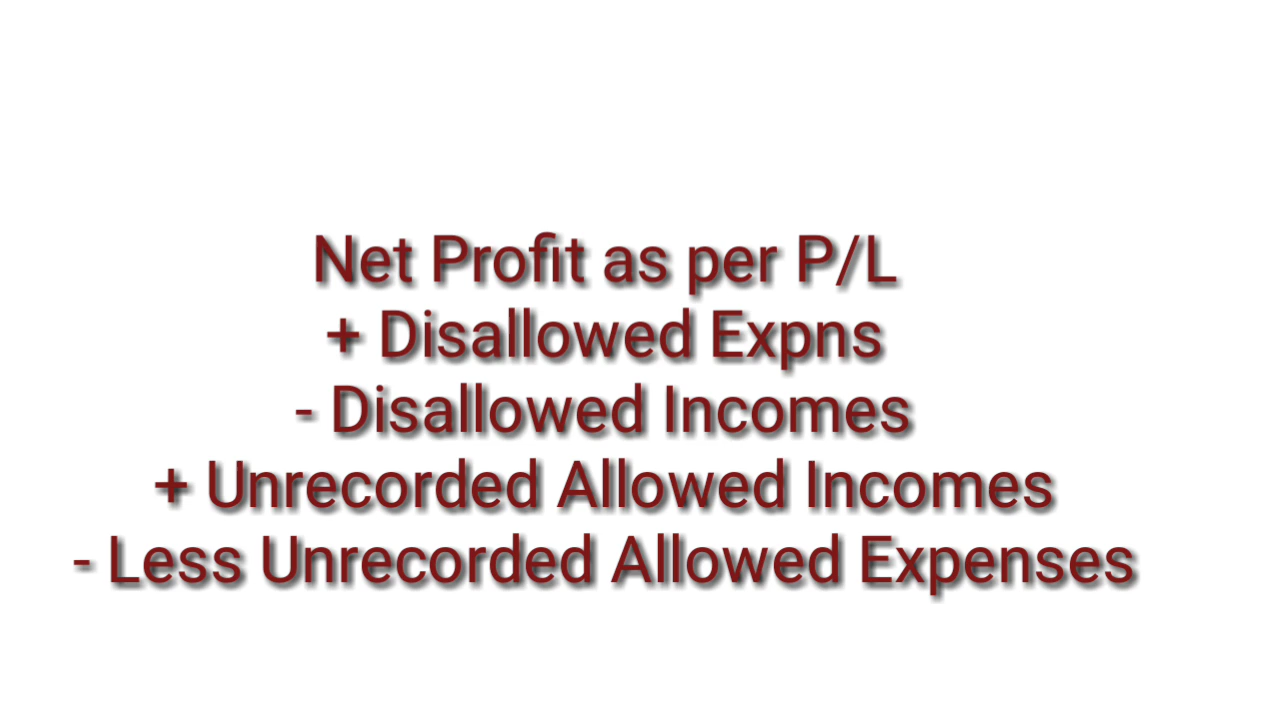 Net Profit as per P/L
+ Disallowed Expns
- Disallowed Incomes
+ Unrecorded Allowed Incomes
- Less Unrecorded Allowed Expenses